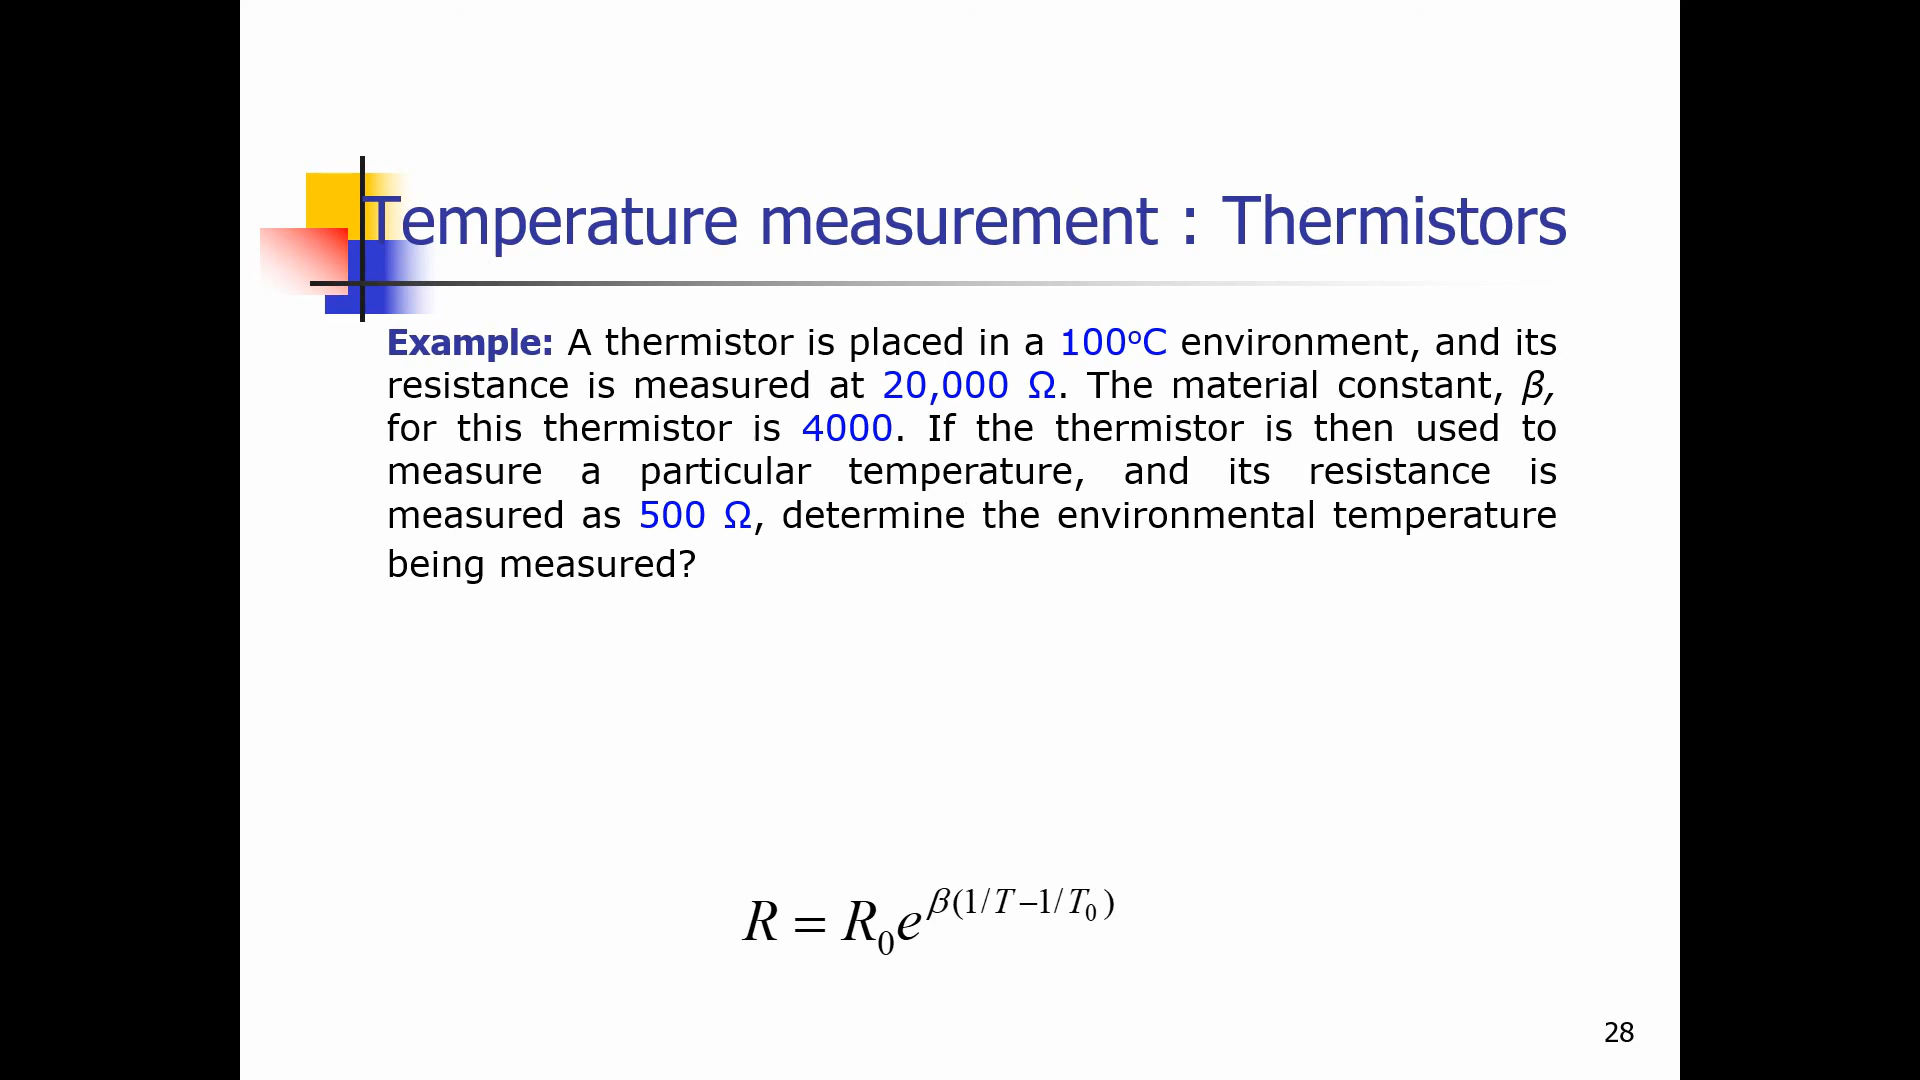 Temperature measurement : Thermistors
Example: A thermistor is placed in a 100°C environment, and its
resistance is measured at 20,000 Ω. The material constant, β,
for this thermistor is 4000. If the thermistor is then used to
measure a particular temperature, and its resistance is
measured as 500 Ω, determine the environmental temperature
being measured?
R = R₀e^β(1/T−1/T₀)
28